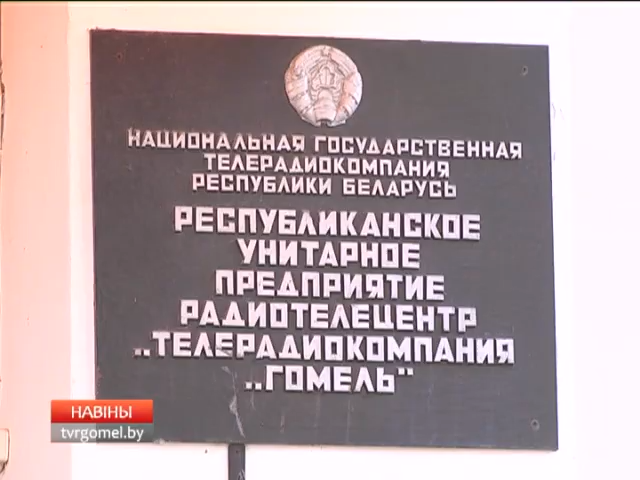 НАЦИОНАЛЬНАЯ ГОСУДАРСТВЕННАЯ
ТЕЛЕРАДИОКОМПАНИЯ
РЕСПУБЛИКИ БЕЛАРУСЬ
РЕСПУБЛИКАНСКОЕ
УНИТАРНОЕ
ПРЕДПРИЯТИЕ
РАДИОТЕЛЕЦЕНТР
„ТЕЛЕРАДИОКОМПАНИЯ
„ГОМЕЛЬ“
НАВІНЫ
tvrgomel.by